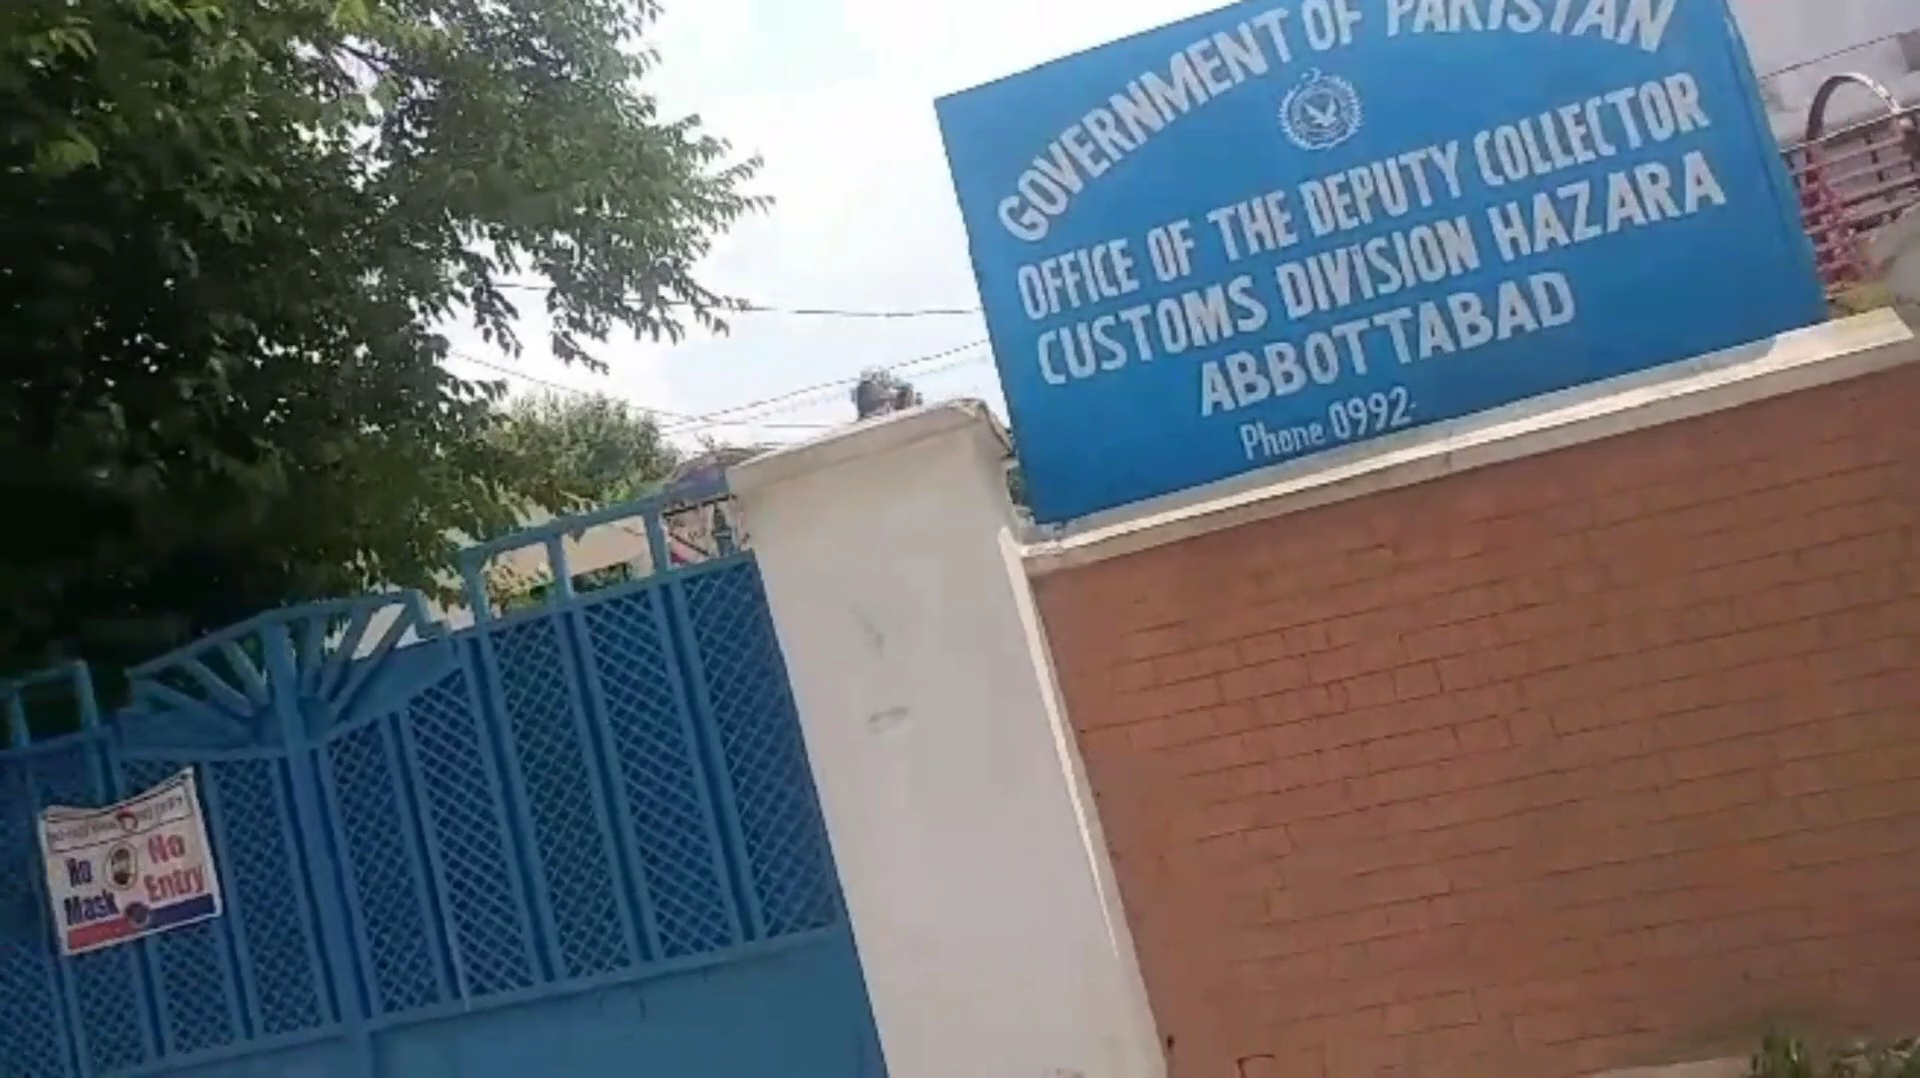 GOVERNMENT OF PAKISTAN
OFFICE OF THE DEPUTY COLLECTOR
CUSTOMS DIVISION HAZARA
ABBOTTABAD
Phone 0992-
No Mask
No Entry